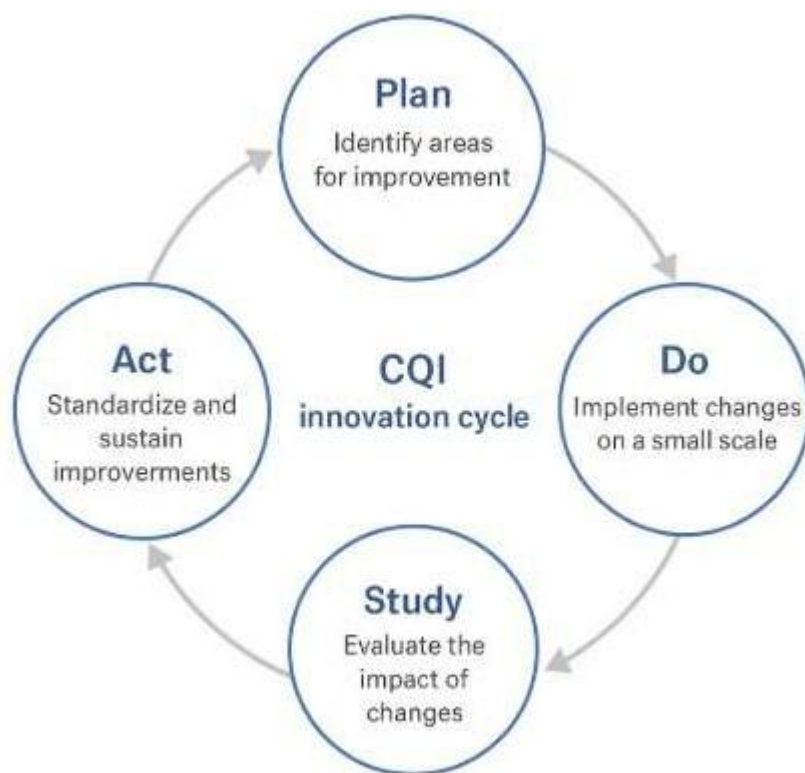 Plan
Identify areas
for improvement
Do
Implement changes
on a small scale
Study
Evaluate the
impact of
changes
Act
Standardize and
sustain
improverments
CQI
innovation cycle